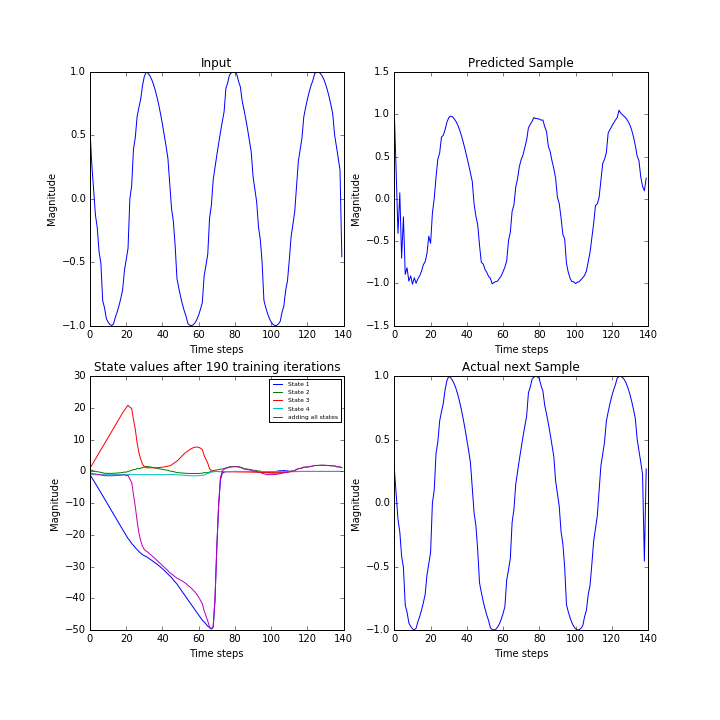 Input
Magnitude
1.0
0.5
0.0
−0.5
−1.0
0 20 40 60 80 100 120 140
Time steps
Predicted Sample
Magnitude
1.5
1.0
0.5
0.0
−0.5
−1.0
−1.5
0 20 40 60 80 100 120 140
Time steps
State values after 190 training iterations
Magnitude
30
20
10
0
−10
−20
−30
−40
−50
0 20 40 60 80 100 120 140
Time steps
State 1
State 2
State 3
State 4
adding all states
Actual next Sample
Magnitude
1.0
0.5
0.0
−0.5
−1.0
0 20 40 60 80 100 120 140
Time steps